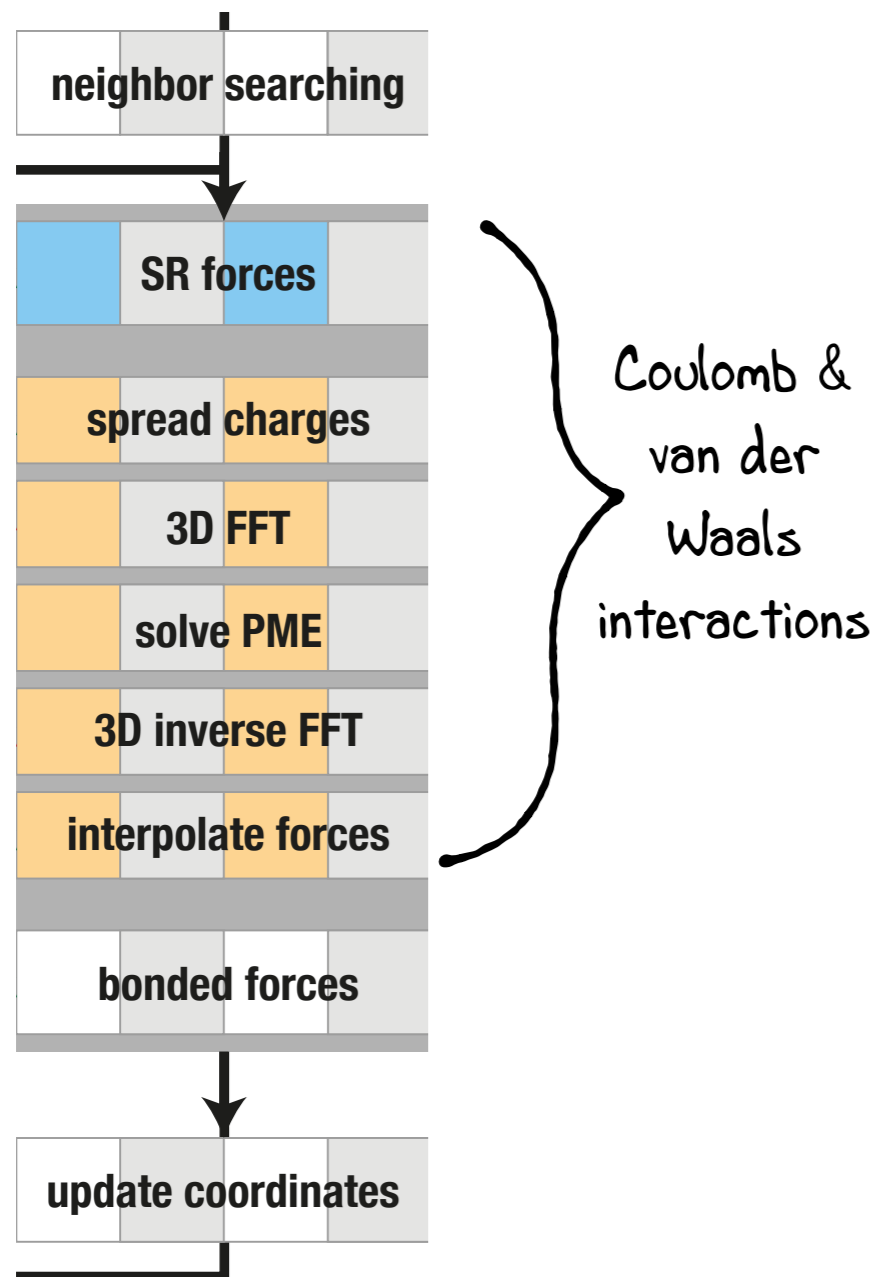 neighbor searching
SR forces
spread charges
3D FFT
solve PME
3D inverse FFT
interpolate forces
bonded forces
update coordinates
Coulomb &
van der
Waals
interactions